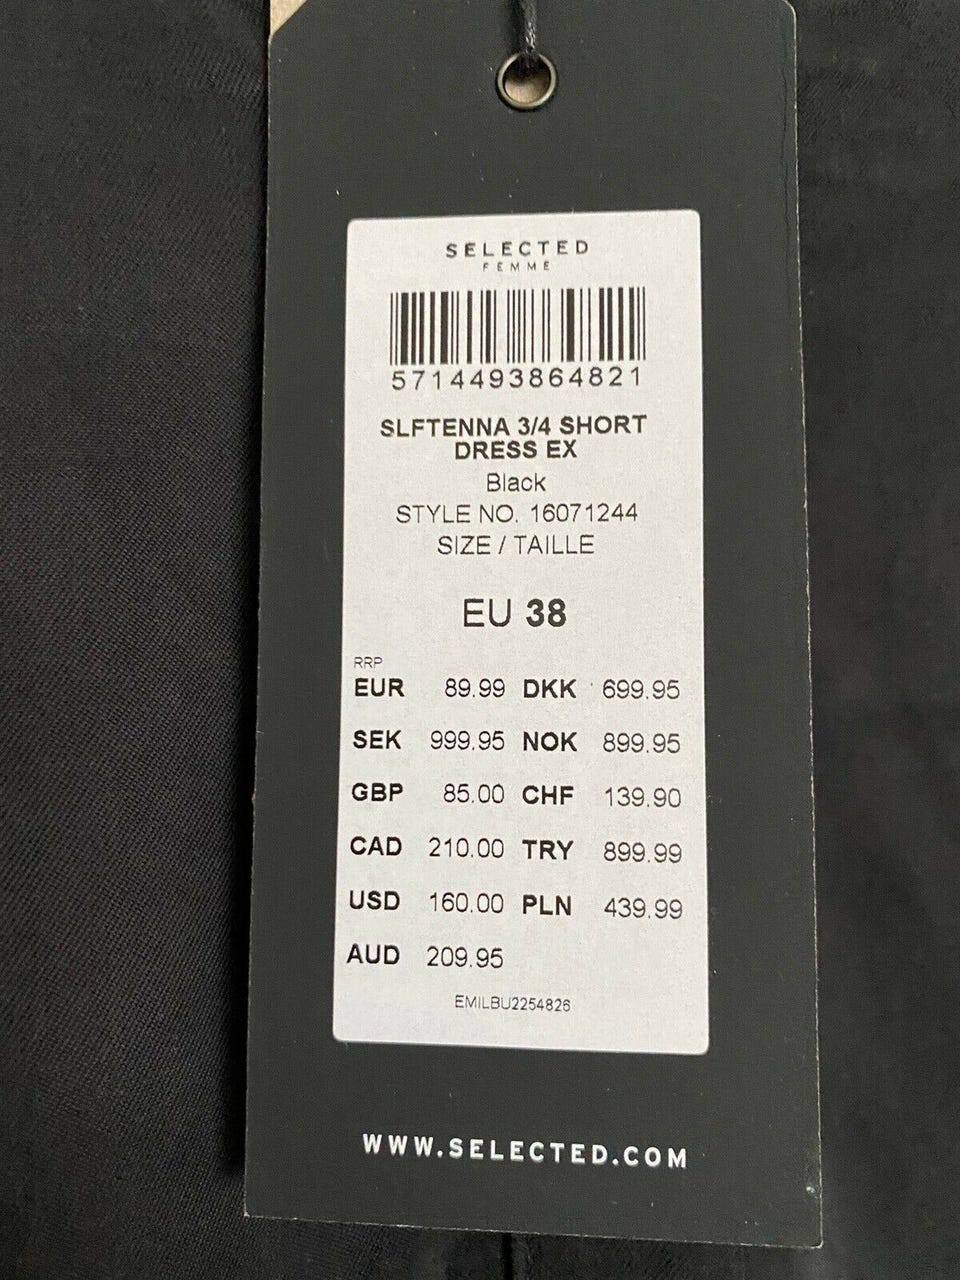 SELECTED
FEMME
5714493864821
SLFTENNA 3/4 SHORT
DRESS EX
Black
STYLE NO. 16071244
SIZE / TAILLE
EU 38
RRP
EUR 89.99 DKK 699.95
SEK 999.95 NOK 899.95
GBP 85.00 CHF 139.90
CAD 210.00 TRY 899.99
USD 160.00 PLN 439.99
AUD 209.95
EMILBU2254826
WWW.SELECTED.COM